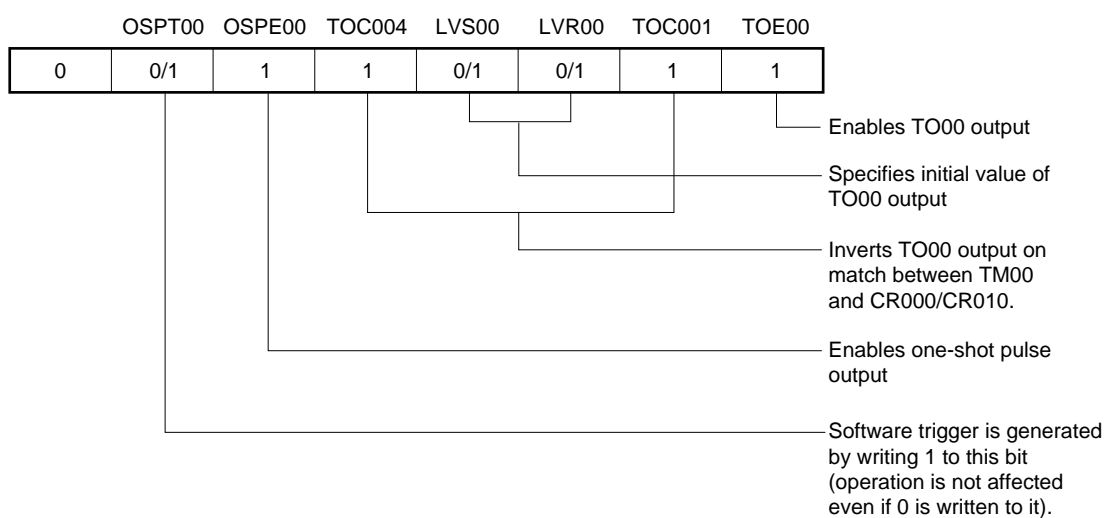 OSPT00 OSPE00 TOC004 LVS00 LVR00 TOC001 TOE00
0 0/1 1 1 0/1 0/1 1 1
Enables TO00 output
Specifies initial value of
TO00 output
Inverts TO00 output on
match between TM00
and CR000/CR010.
Enables one-shot pulse
output
Software trigger is generated
by writing 1 to this bit
(operation is not affected
even if 0 is written to it).